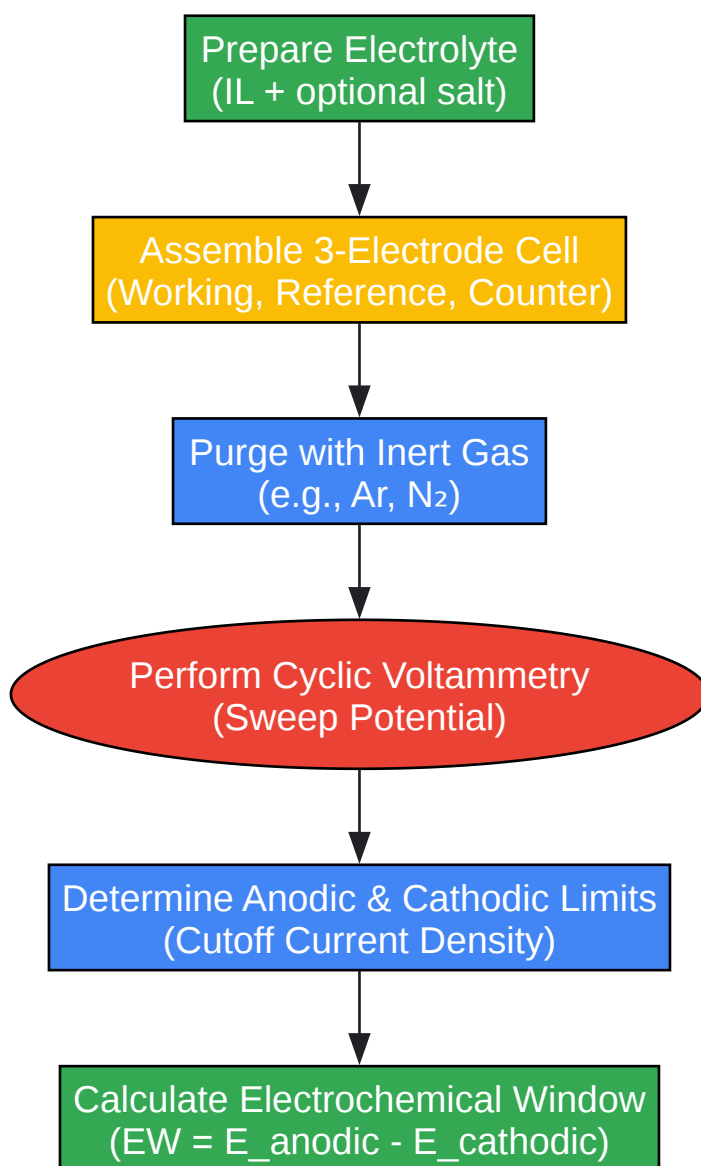 Prepare Electrolyte
(IL + optional salt)
Assemble 3-Electrode Cell
(Working, Reference, Counter)
Purge with Inert Gas
(e.g., Ar, N₂)
Perform Cyclic Voltammetry
(Sweep Potential)
Determine Anodic & Cathodic Limits
(Cutoff Current Density)
Calculate Electrochemical Window
(EW = E_anodic - E_cathodic)